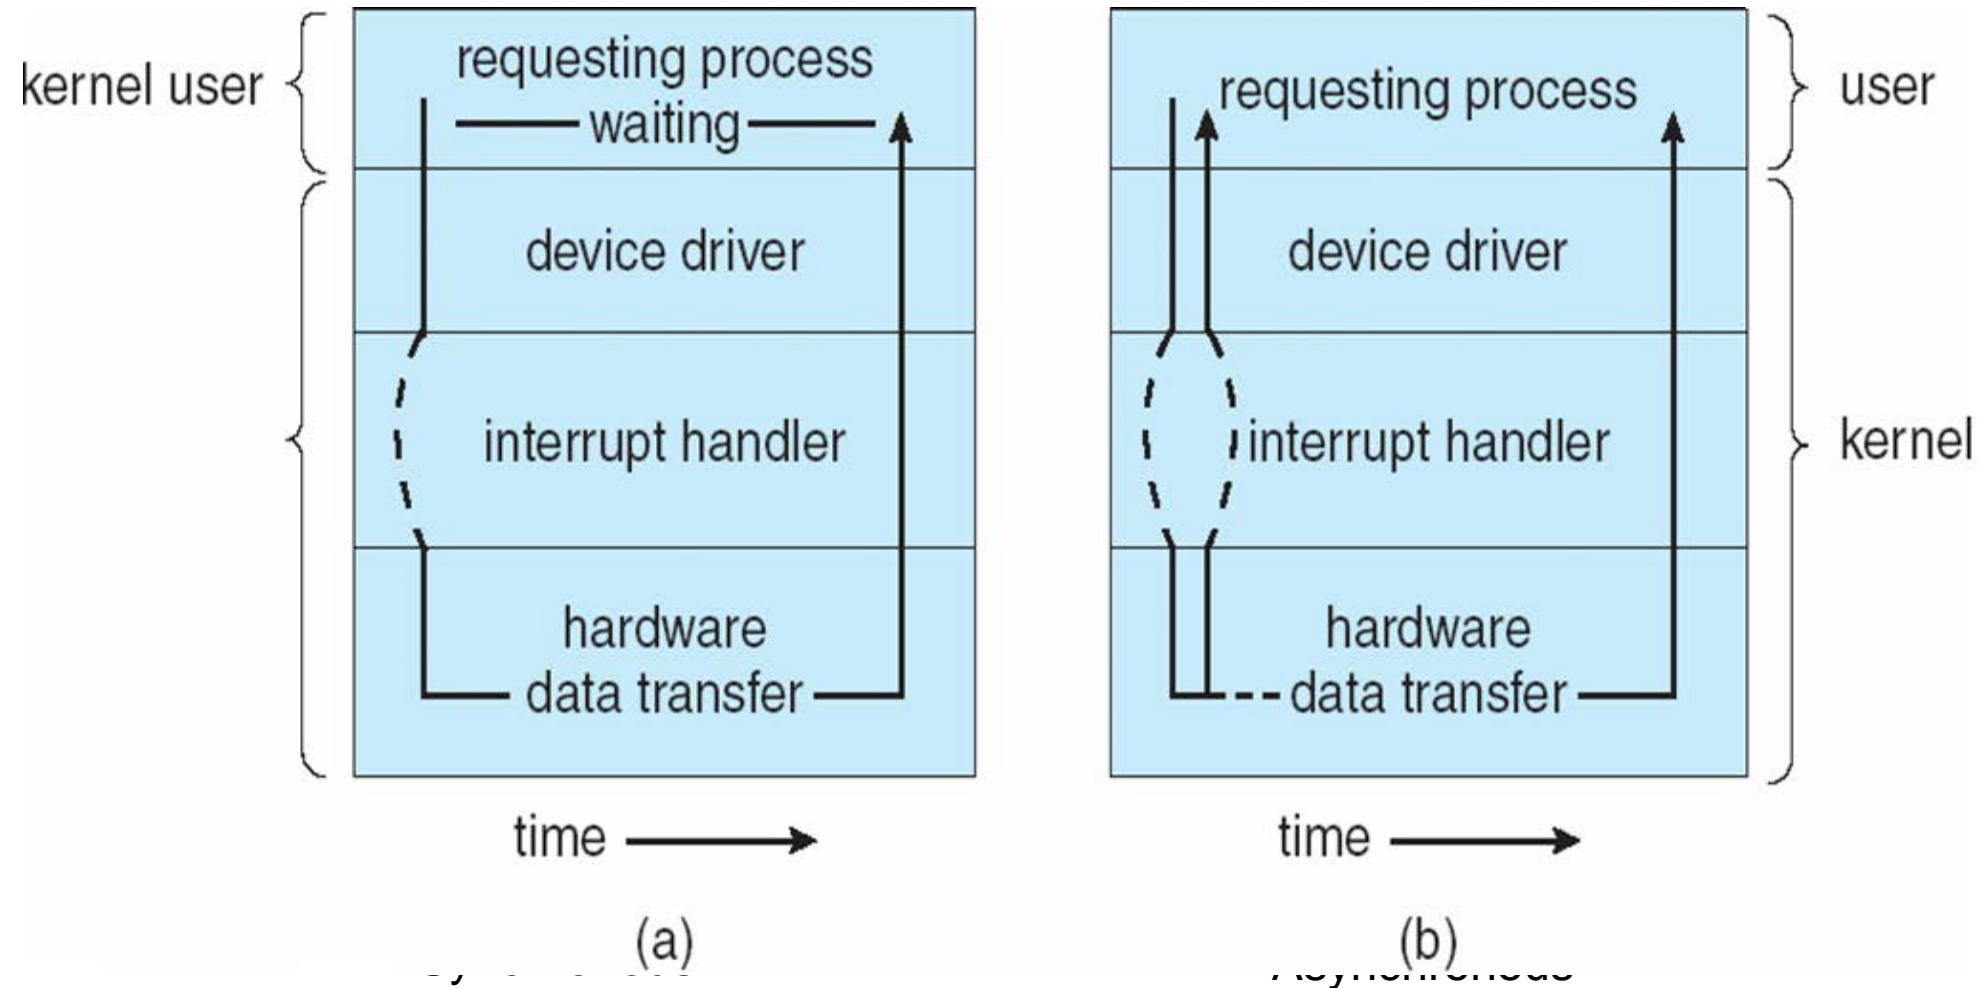 kernel user
requesting process
waiting
device driver
interrupt handler
hardware
data transfer
time
(a)
requesting process
device driver
interrupt handler
hardware
data transfer
time
(b)
user
kernel
Asynchronous